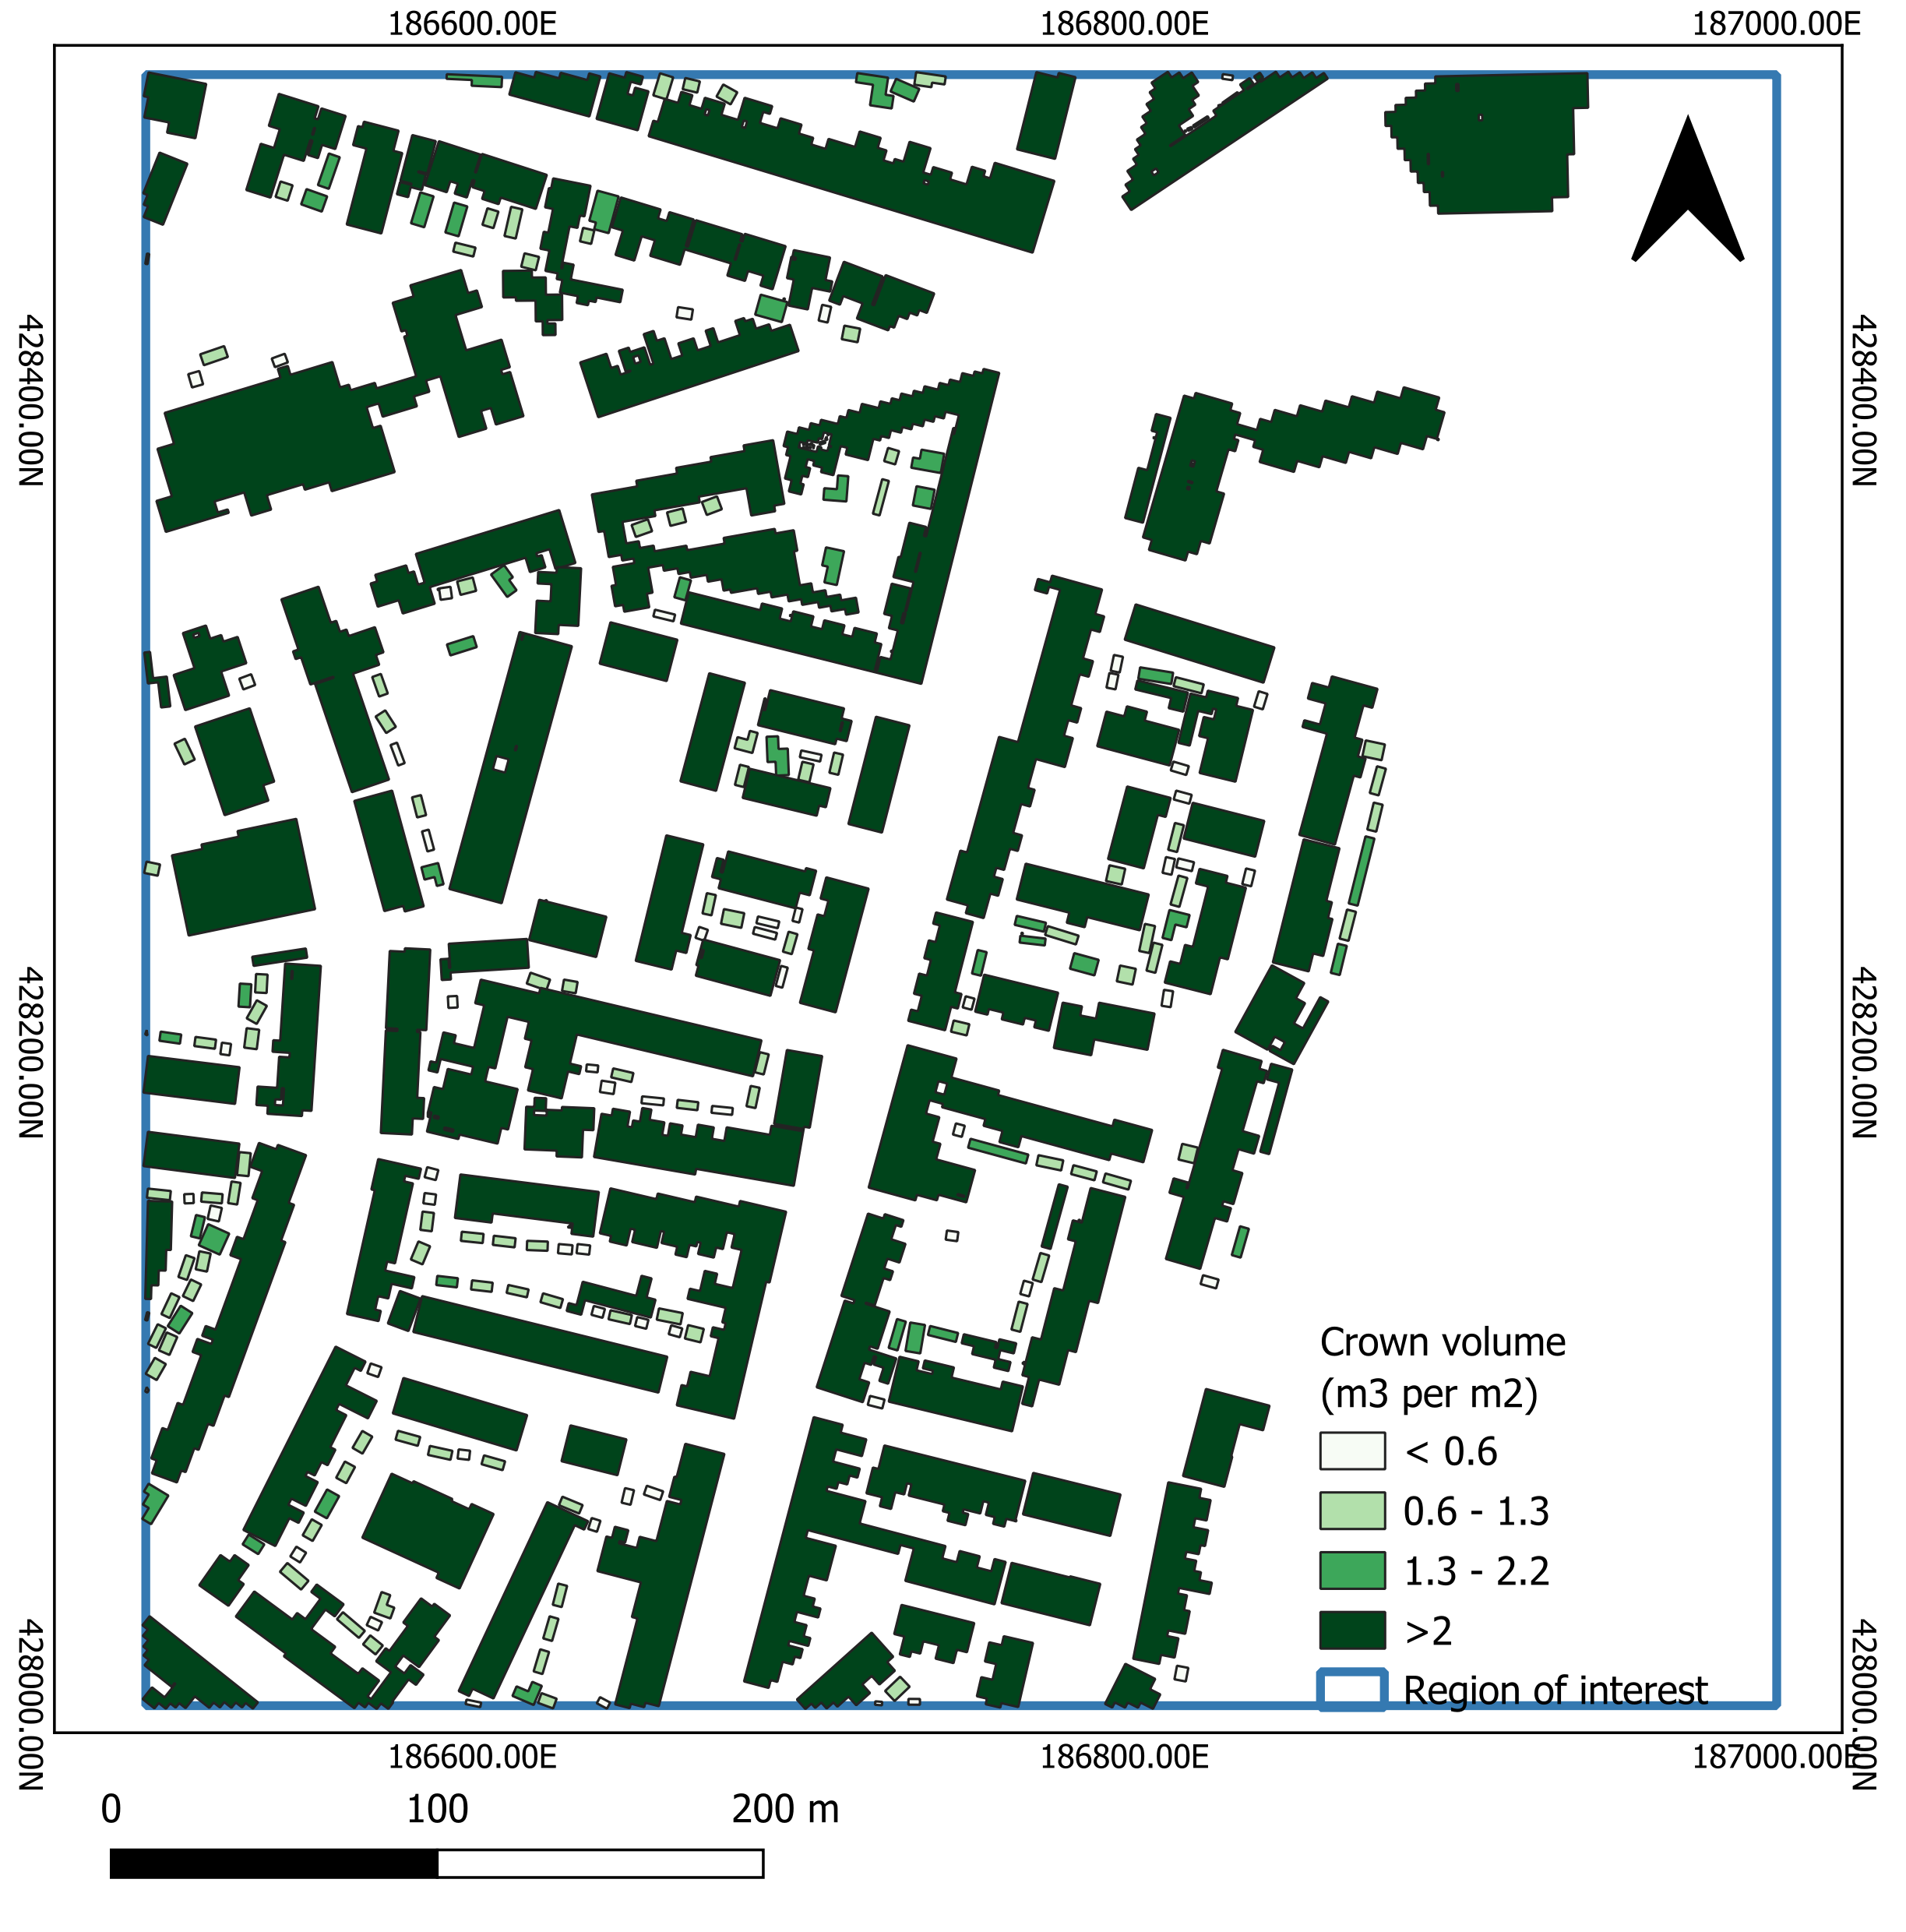 186600.00E 186800.00E 187000.00E
428400.00N 428400.00N
428200.00N 428200.00N
Crown volume
(m3 per m2)
< 0.6
0.6 - 1.3
1.3 - 2.2
>2
Region of interest
428000.00N 428000.00N
186600.00E 186800.00E 187000.00E
0 100 200 m